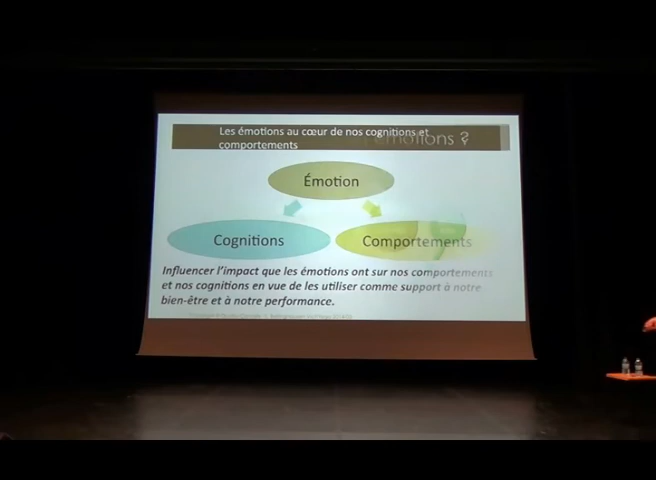 Les émotions au cœur de nos cognitions et
comportements
émotions ?
Émotion
Cognitions
Comportements
Influencer l'impact que les émotions ont sur nos comportements
et nos cognitions en vue de les utiliser comme support à notre
bien-être et à notre performance.